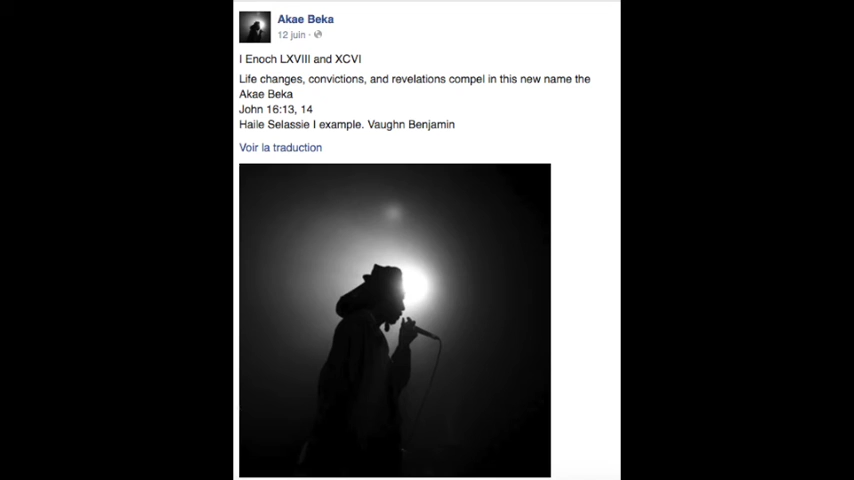 Akae Beka
12 juin ·
I Enoch LXVIII and XCVI
Life changes, convictions, and revelations compel in this new name the
Akae Beka
John 16:13, 14
Haile Selassie I example. Vaughn Benjamin
Voir la traduction